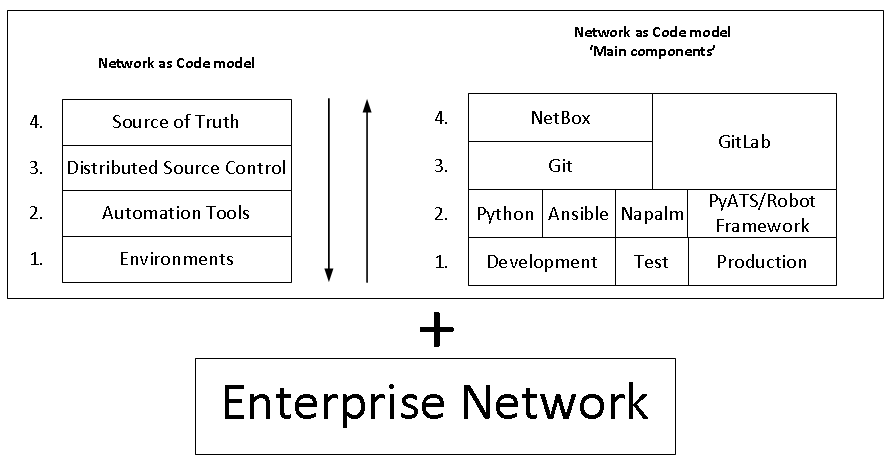 Network as Code model
4. Source of Truth
3. Distributed Source Control
2. Automation Tools
1. Environments
Network as Code model
‘Main components’
4. NetBox
GitLab
3. Git
2. Python Ansible Napalm PyATS/Robot
Framework
1. Development Test Production
+
Enterprise Network